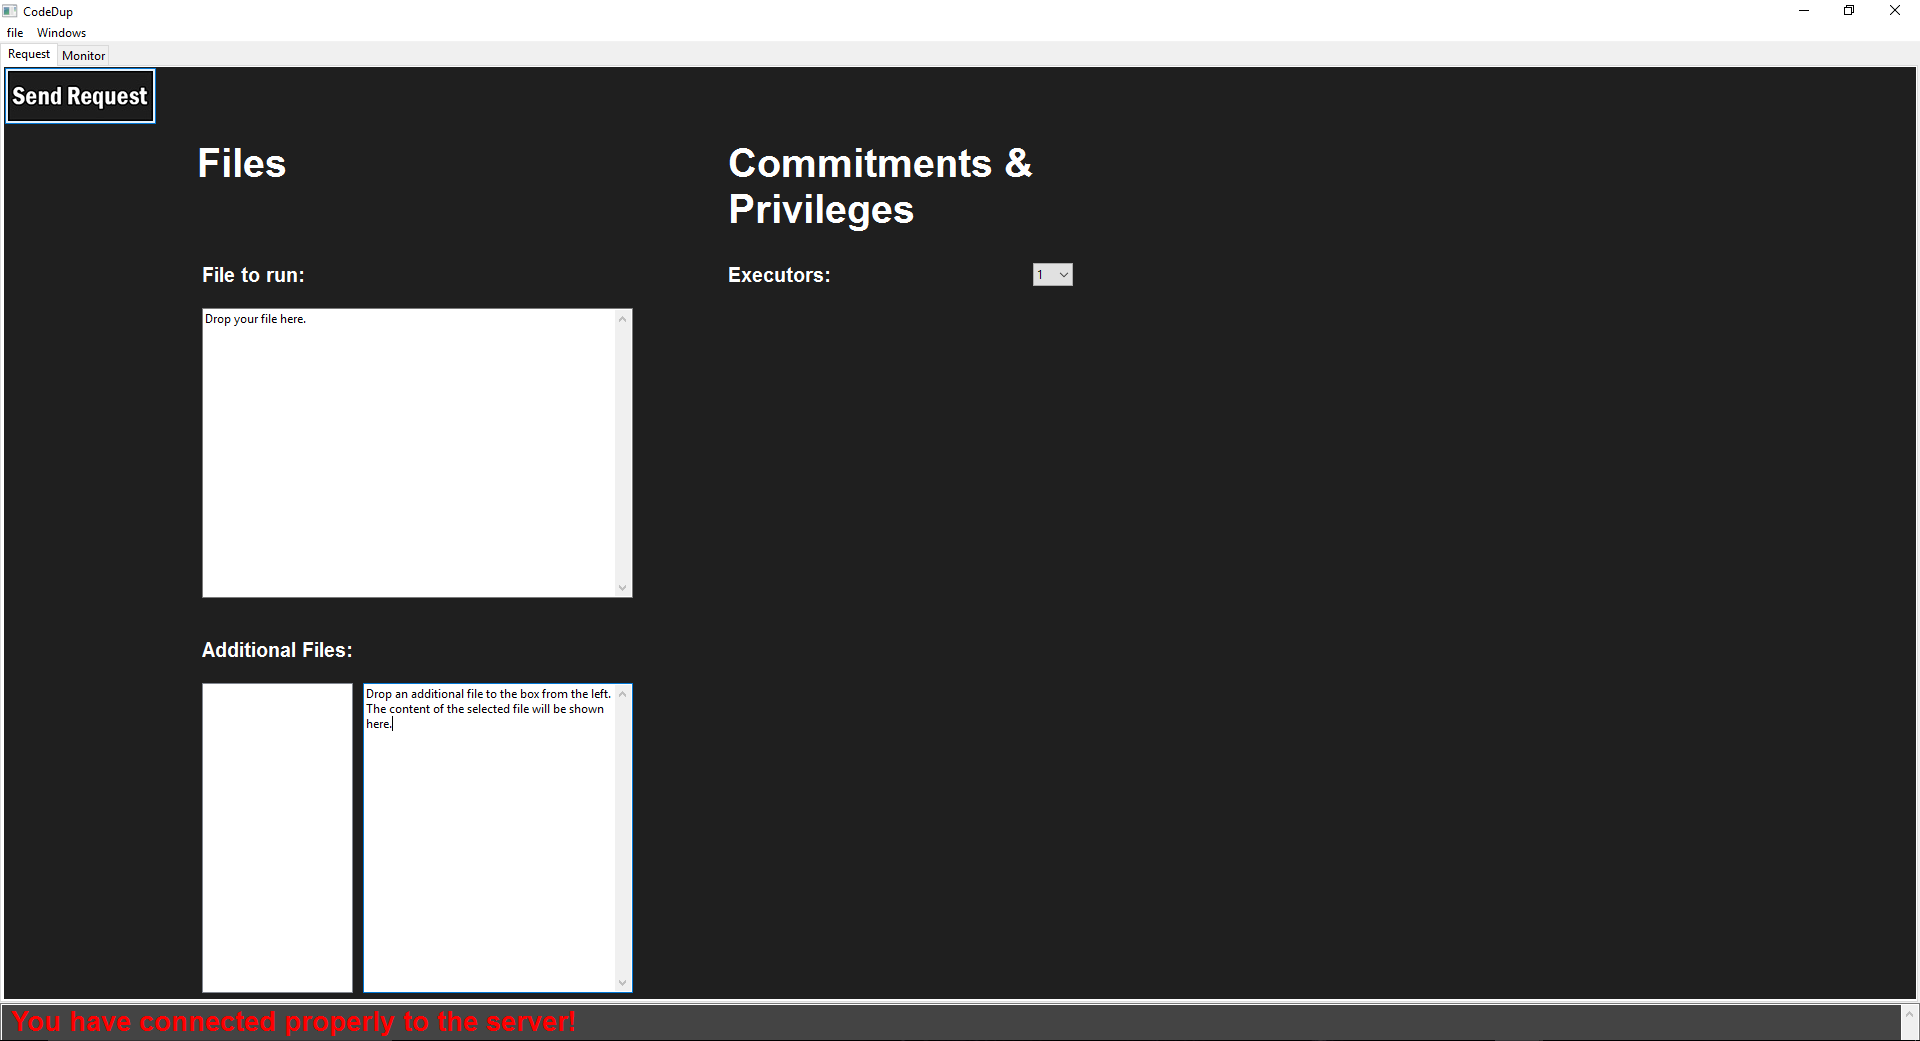 CodeDup
file Windows
Request Monitor
Send Request
Files
Commitments &
Privileges
File to run:
Executors:
1
Drop your file here.
Additional Files:
Drop an additional file to the box from the left.
The content of the selected file will be shown
here.
You have connected properly to the server!